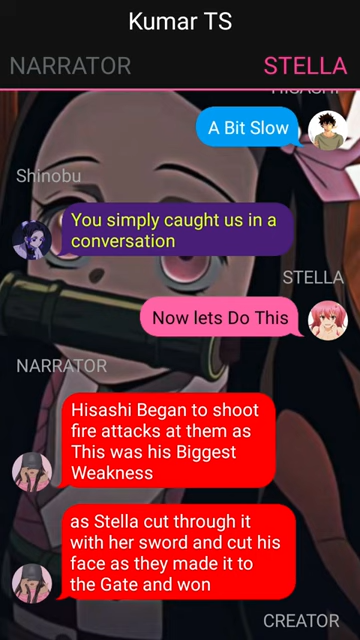 Kumar TS
NARRATOR
STELLA
HISASHI
A Bit Slow
Shinobu
You simply caught us in a
conversation
STELLA
Now lets Do This
NARRATOR
Hisashi Began to shoot
fire attacks at them as
This was his Biggest
Weakness
as Stella cut through it
with her sword and cut his
face as they made it to
the Gate and won
CREATOR